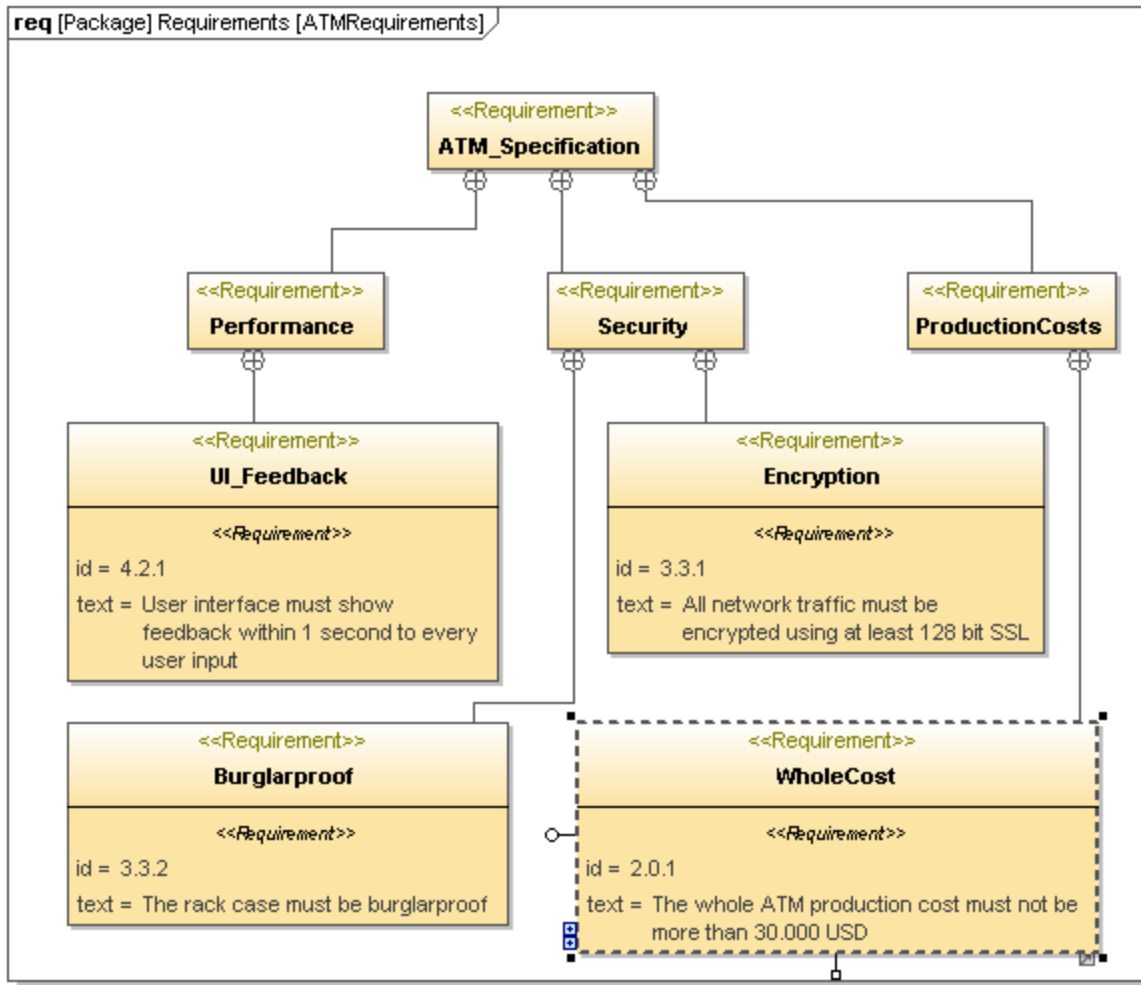 req [Package] Requirements [ATMRequirements]
<<Requirement>>
ATM_Specification
<<Requirement>>
Performance
<<Requirement>>
Security
<<Requirement>>
ProductionCosts
<<Requirement>>
UI_Feedback
<<Requirement>>
id = 4.2.1
text = User interface must show
feedback within 1 second to every
user input
<<Requirement>>
Encryption
<<Requirement>>
id = 3.3.1
text = All network traffic must be
encrypted using at least 128 bit SSL
<<Requirement>>
Burglarproof
<<Requirement>>
id = 3.3.2
text = The rack case must be burglarproof
<<Requirement>>
WholeCost
<<Requirement>>
id = 2.0.1
text = The whole ATM production cost must not be
more than 30.000 USD